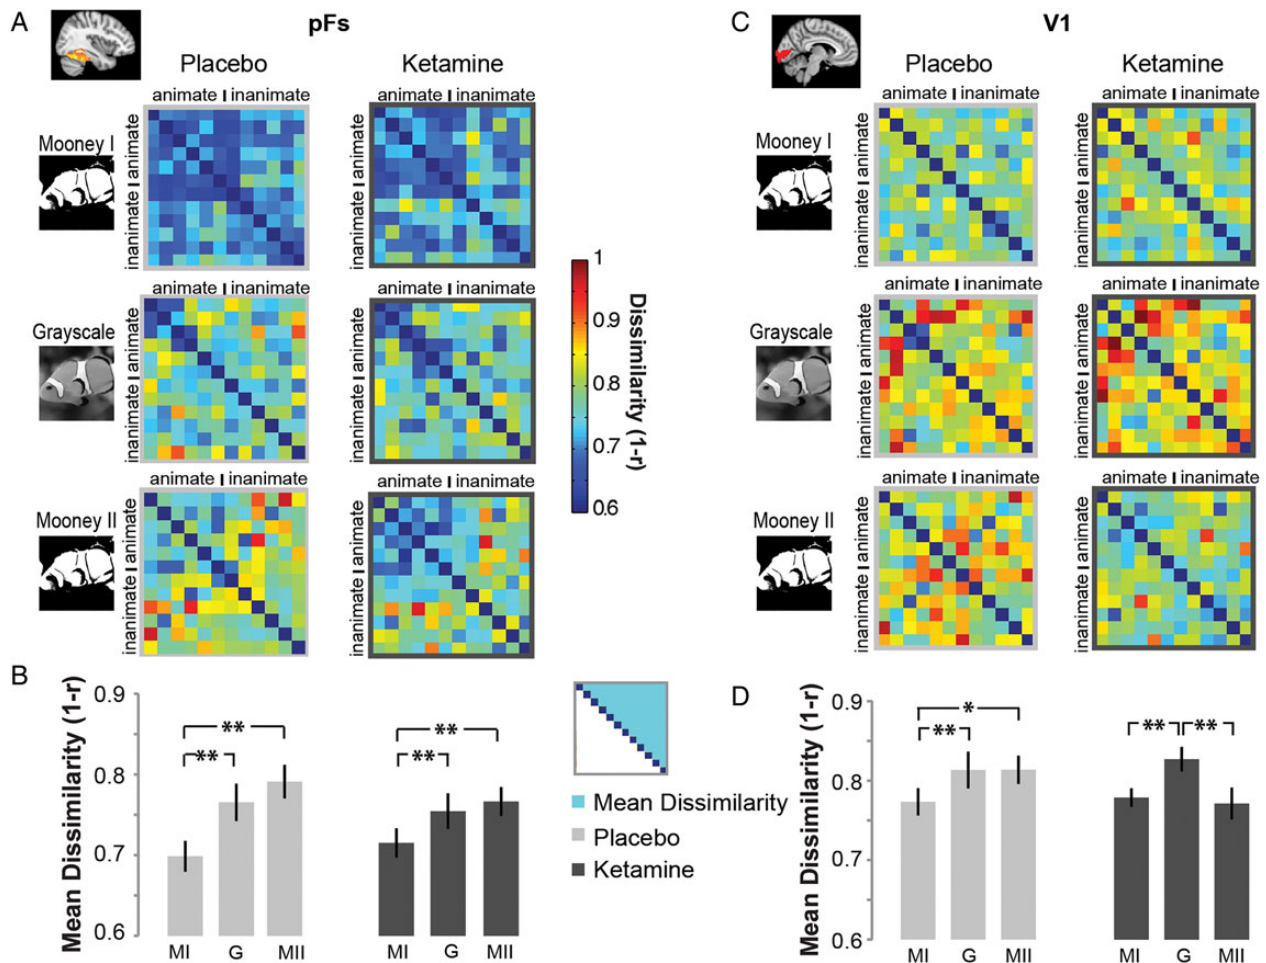 A
pFs
Placebo
Ketamine
animate I inanimate
animate I inanimate
Mooney I
inanimate I animate
inanimate I animate
animate I inanimate
animate I inanimate
Grayscale
inanimate I animate
inanimate I animate
animate I inanimate
animate I inanimate
Mooney II
inanimate I animate
inanimate I animate
1
0.9
0.8
0.7
0.6
Dissimilarity (1-r)
C
V1
Placebo
Ketamine
animate I inanimate
animate I inanimate
Mooney I
inanimate I animate
inanimate I animate
animate I inanimate
animate I inanimate
Grayscale
inanimate I animate
inanimate I animate
animate I inanimate
animate I inanimate
Mooney II
inanimate I animate
inanimate I animate
B
Mean Dissimilarity (1-r)
0.9
0.8
0.7
0.6
**
**
**
**
MI
G
MII
MI
G
MII
Mean Dissimilarity
Placebo
Ketamine
D
Mean Dissimilarity (1-r)
0.9
0.8
0.7
0.6
*
**
**
**
MI
G
MII
MI
G
MII